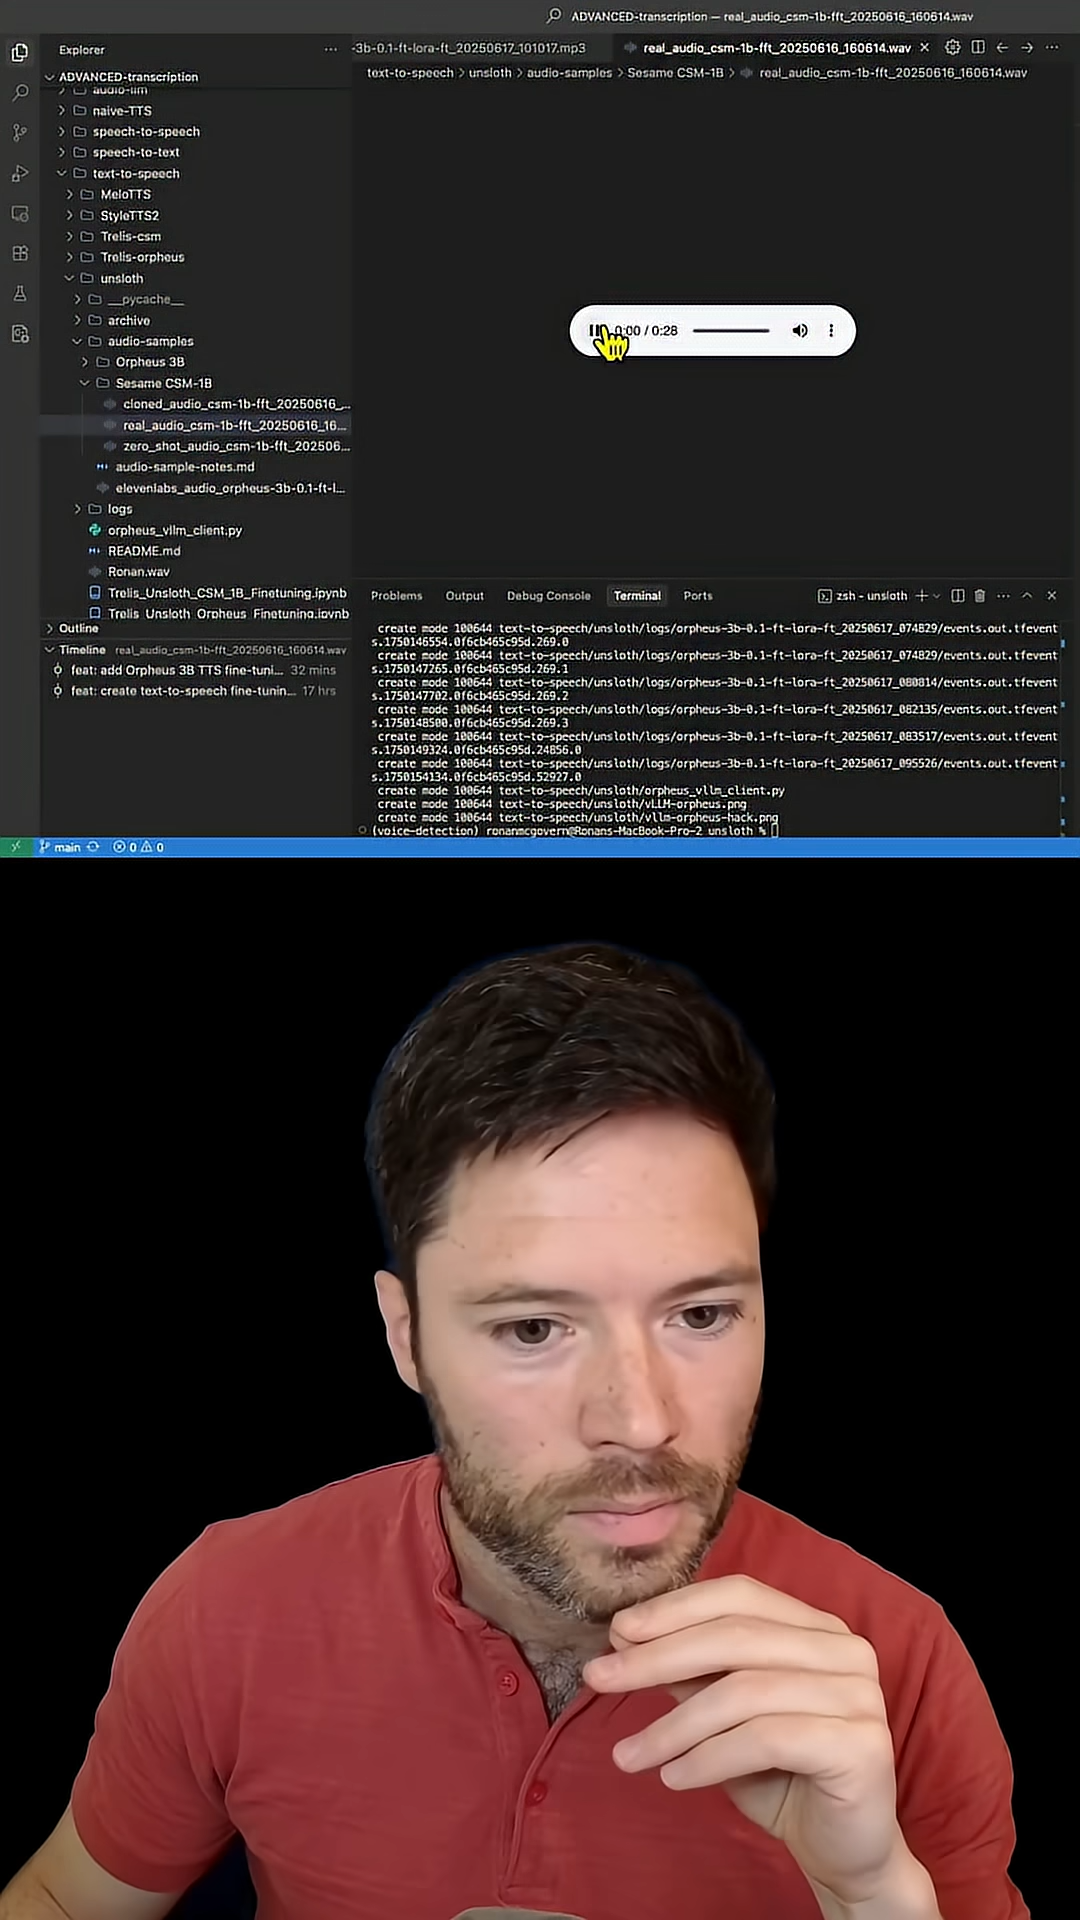 ADVANCED-transcription — real_audio_csm-1b-fft_20250616_160614.wav
Explorer
-3b-0.1-ft-lora-ft_20250617_101017.mp3
real_audio_csm-1b-fft_20250616_160614.wav
text-to-speech > unsloth > audio-samples > Sesame CSM-1B > real_audio_csm-1b-fft_20250616_160614.wav
ADVANCED-transcription
audio-llm
naive-TTS
speech-to-speech
speech-to-text
text-to-speech
MeloTTS
StyleTTS2
Trelis-csm
Trelis-orpheus
unsloth
__pycache__
archive
audio-samples
Orpheus 3B
Sesame CSM-1B
cloned_audio_csm-1b-fft_20250616_...
real_audio_csm-1b-fft_20250616_16...
zero_shot_audio_csm-1b-fft_202506...
audio-sample-notes.md
elevenlabs_audio_orpheus-3b-0.1-ft-l...
logs
orpheus_vllm_client.py
README.md
Ronan.wav
Trelis_Unsloth_CSM_1B_Finetuning.ipynb
Trelis_Unsloth_Orpheus_Finetuning.ipynb
Outline
Timeline real_audio_csm-1b-fft_20250616_160614.wav
feat: add Orpheus 3B TTS fine-tuni... 32 mins
feat: create text-to-speech fine-tunin... 17 hrs
0:00 / 0:28
Problems Output Debug Console Terminal Ports zsh - unsloth
create mode 100644 text-to-speech/unsloth/logs/orpheus-3b-0.1-ft-lora-ft_20250617_074829/events.out.tfevent
s.1750146554.0f6cb465c95d.269.0
create mode 100644 text-to-speech/unsloth/logs/orpheus-3b-0.1-ft-lora-ft_20250617_074829/events.out.tfevent
s.1750147265.0f6cb465c95d.269.1
create mode 100644 text-to-speech/unsloth/logs/orpheus-3b-0.1-ft-lora-ft_20250617_080814/events.out.tfevent
s.1750147702.0f6cb465c95d.269.2
create mode 100644 text-to-speech/unsloth/logs/orpheus-3b-0.1-ft-lora-ft_20250617_082135/events.out.tfevent
s.1750148500.0f6cb465c95d.269.3
create mode 100644 text-to-speech/unsloth/logs/orpheus-3b-0.1-ft-lora-ft_20250617_083517/events.out.tfevent
s.1750149324.0f6cb465c95d.24856.0
create mode 100644 text-to-speech/unsloth/logs/orpheus-3b-0.1-ft-lora-ft_20250617_095526/events.out.tfevent
s.1750154134.0f6cb465c95d.52927.0
create mode 100644 text-to-speech/unsloth/orpheus_vllm_client.py
create mode 100644 text-to-speech/unsloth/vLLM-orpheus.png
create mode 100644 text-to-speech/unsloth/vllm-orpheus-hack.png
(voice-detection) ronanmcgovern@Ronans-MacBook-Pro-2 unsloth %
main 0 0